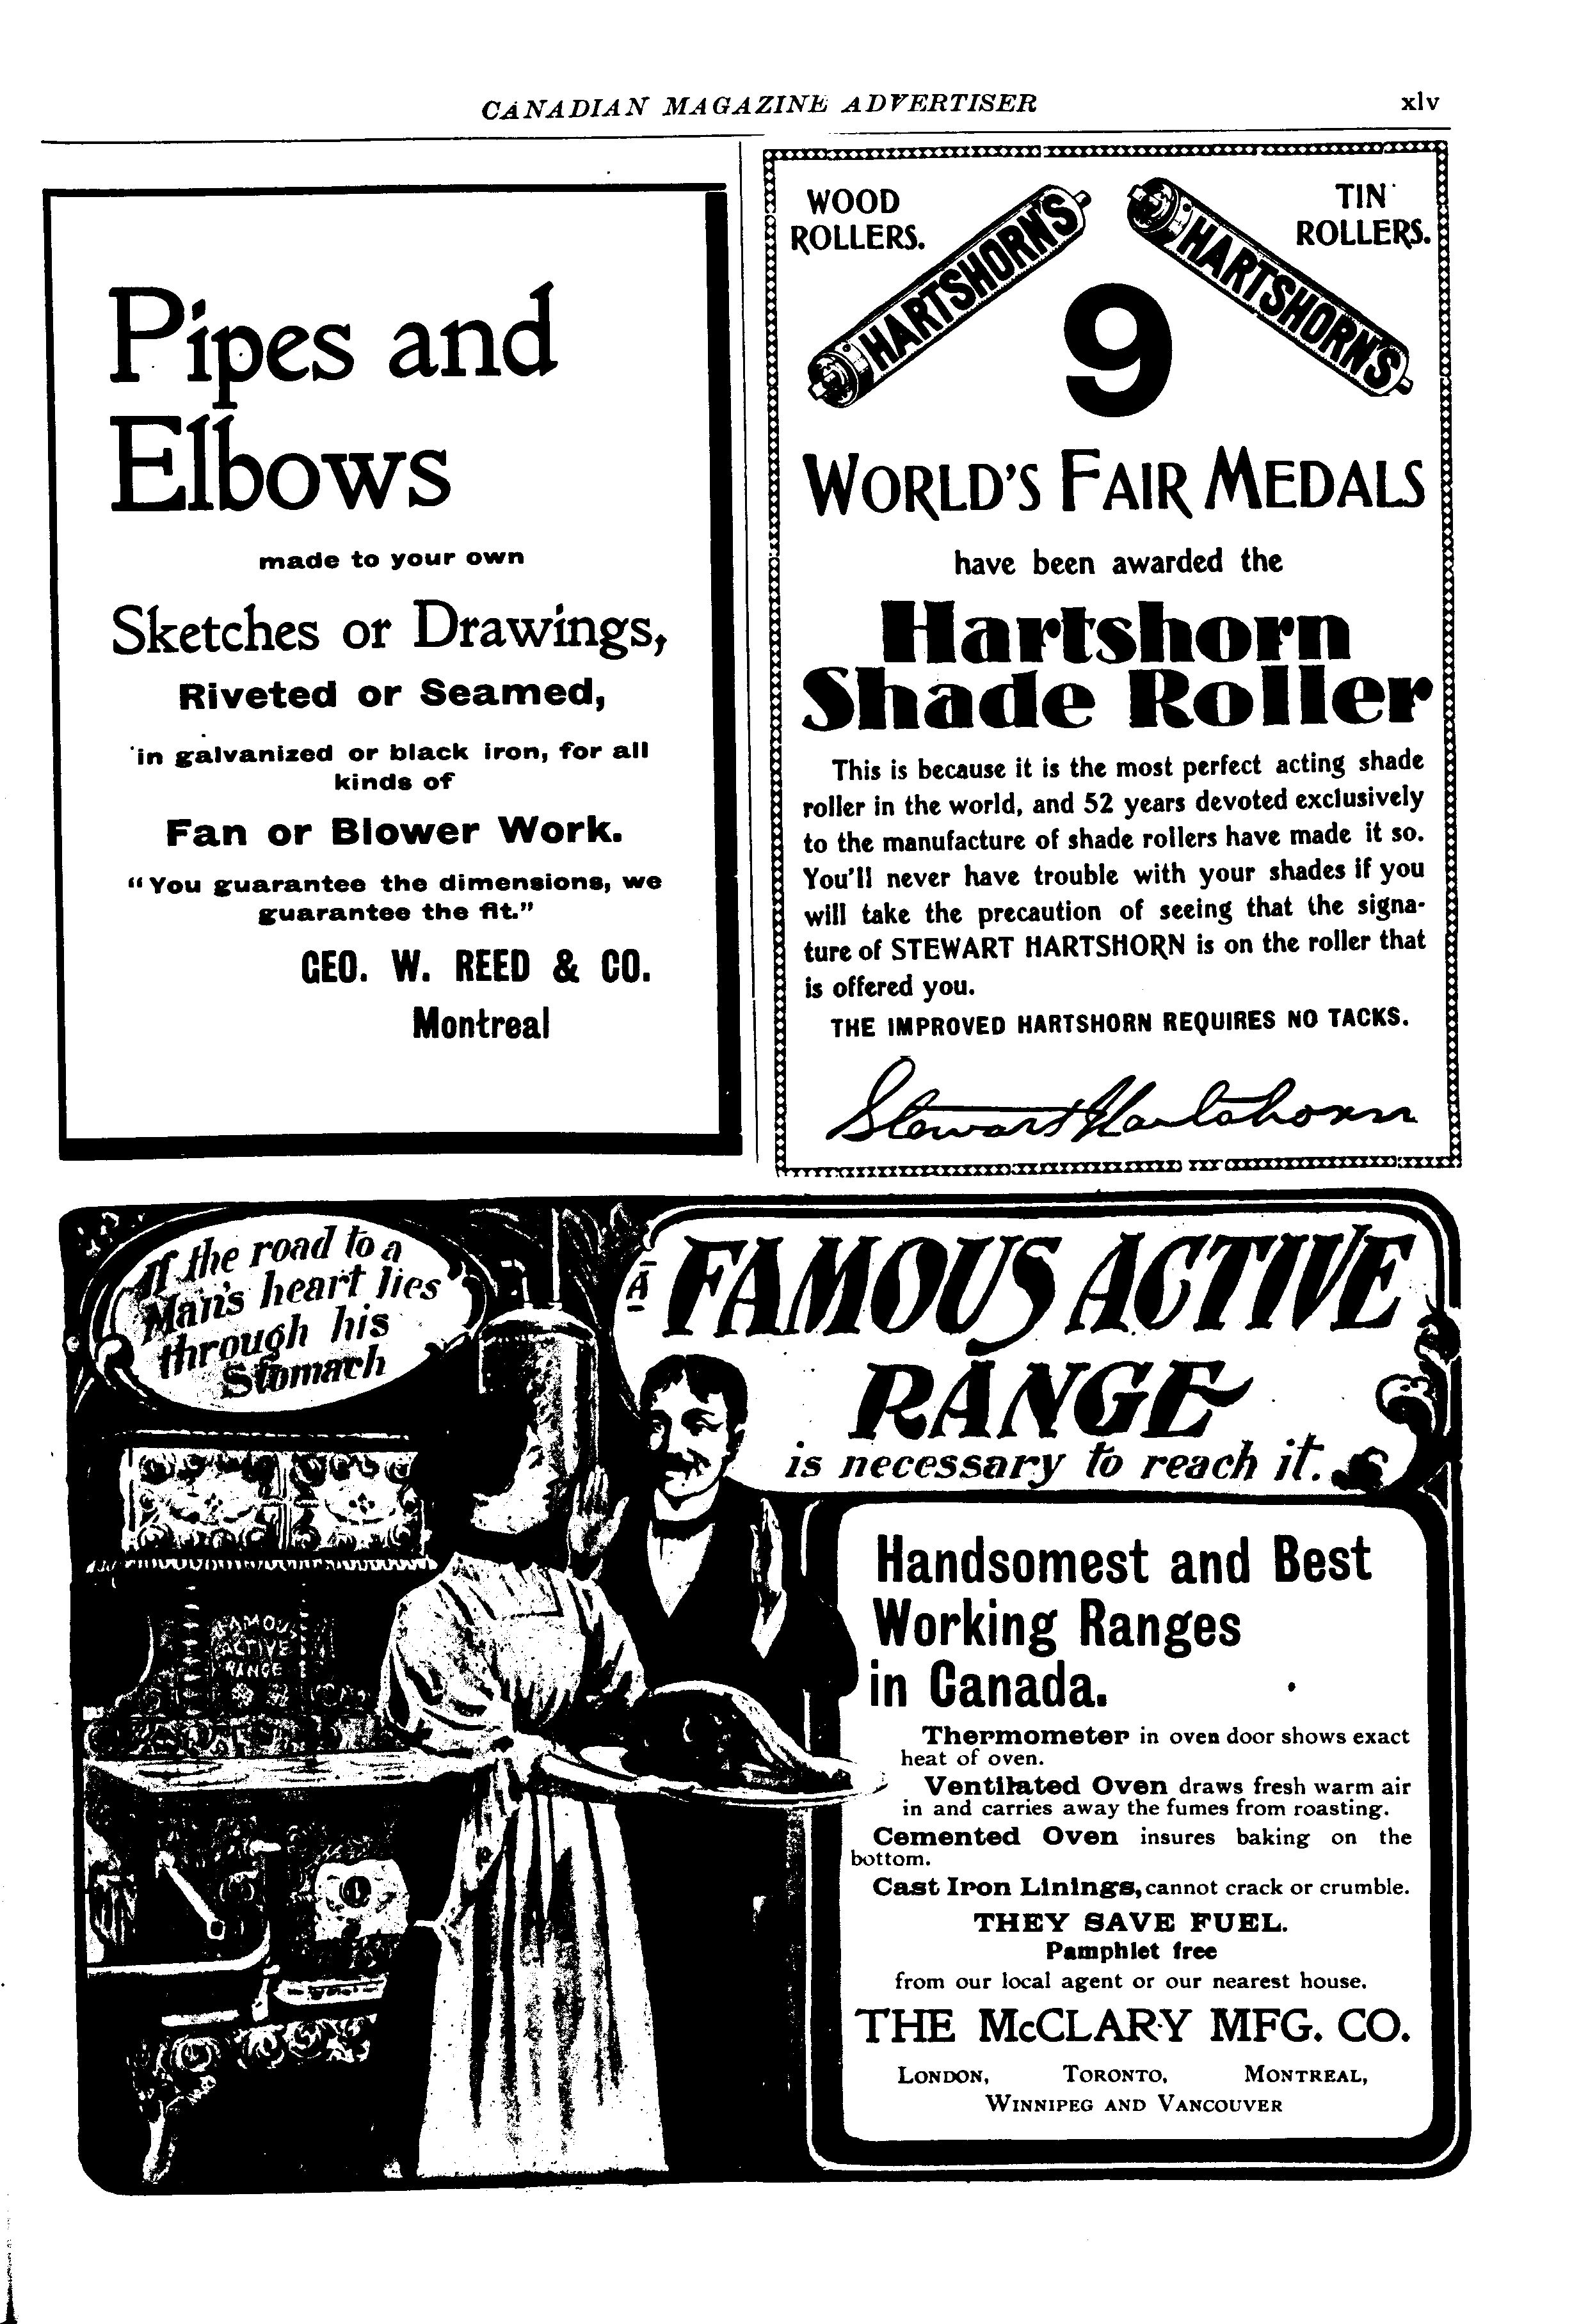 CANADIAN MAGAZINE ADVERTISER
xlv
Pipes and
Elbows
made to your own
Sketches or Drawings,
Riveted or Seamed,
in galvanized or black iron, for all
kinds of
Fan or Blower Work.
“You guarantee the dimensions, we
guarantee the fit.”
GEO. W. REED & CO.
Montreal
WOOD
ROLLERS.
HARTSHORN'S
TIN
ROLLERS.
HARTSHORN'S
9
WORLD'S FAIR MEDALS
have been awarded the
Hartshorn
Shade Roller
This is because it is the most perfect acting shade
roller in the world, and 52 years devoted exclusively
to the manufacture of shade rollers have made it so.
You'll never have trouble with your shades if you
will take the precaution of seeing that the signa-
ture of STEWART HARTSHORN is on the roller that
is offered you.
THE IMPROVED HARTSHORN REQUIRES NO TACKS.
Stewart Hartshorn
If the road to a
Man's heart lies
through his
Stomach
A FAMOUS ACTIVE
RANGE
is necessary to reach it.
FAMOUS
ACTIVE
RANGE
Handsomest and Best
Working Ranges
in Canada.
Thermometer in oven door shows exact
heat of oven.
Ventilated Oven draws fresh warm air
in and carries away the fumes from roasting.
Cemented Oven insures baking on the
bottom.
Cast Iron Linings, cannot crack or crumble.
THEY SAVE FUEL.
Pamphlet free
from our local agent or our nearest house.
THE McCLARY MFG. CO.
LONDON, TORONTO, MONTREAL,
WINNIPEG AND VANCOUVER